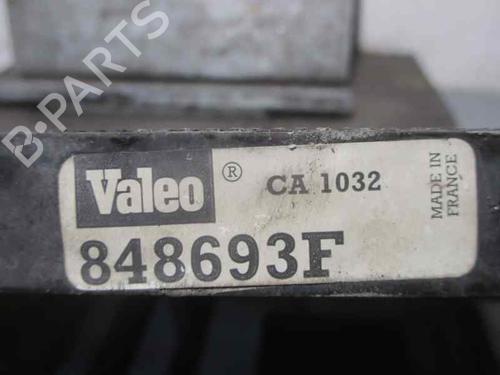 B-PARTS
Valeo ® CA 1032
848693F
MADE IN
FRANCE